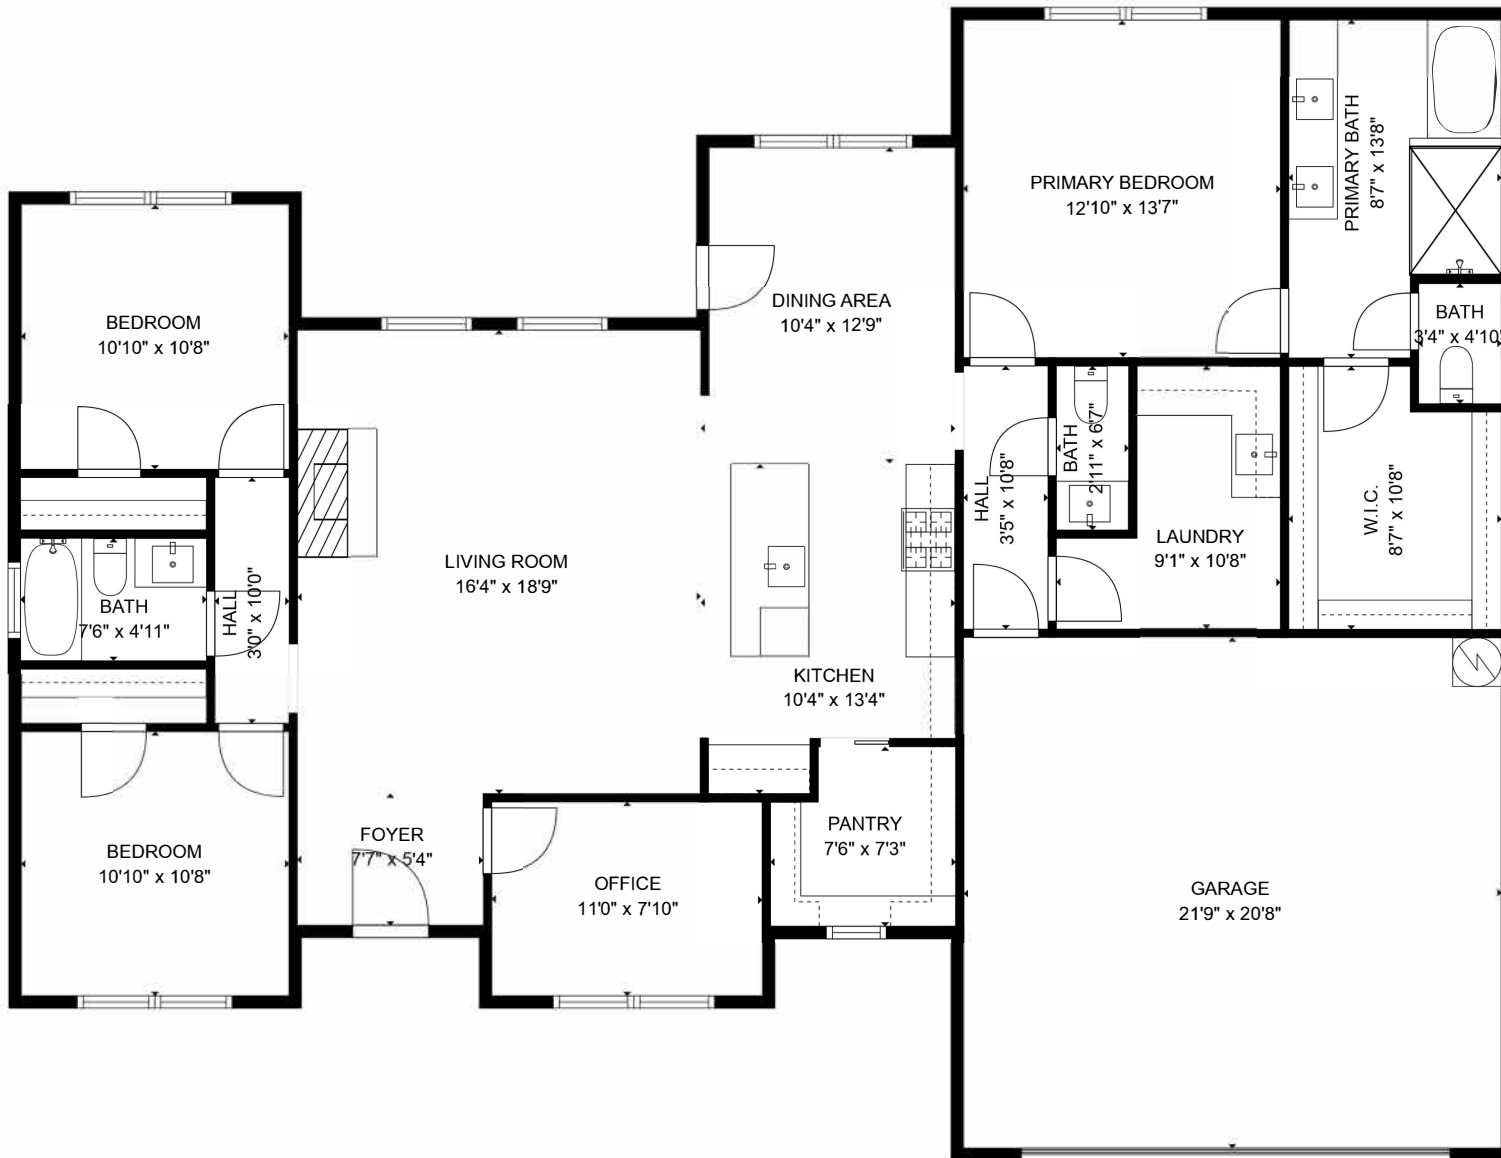 PRIMARY BEDROOM
12'10" x 13'7"
PRIMARY BATH
8'7" x 13'8"
BEDROOM
10'10" x 10'8"
DINING AREA
10'4" x 12'9"
BATH
3'4" x 4'10"
BATH
2'11" x 6'7"
HALL
3'5" x 10'8"
LAUNDRY
9'1" x 10'8"
W.I.C.
8'7" x 10'8"
LIVING ROOM
16'4" x 18'9"
BATH
7'6" x 4'11"
HALL
3'0" x 10'0"
KITCHEN
10'4" x 13'4"
BEDROOM
10'10" x 10'8"
FOYER
7'7" x 5'4"
OFFICE
11'0" x 7'10"
PANTRY
7'6" x 7'3"
GARAGE
21'9" x 20'8"